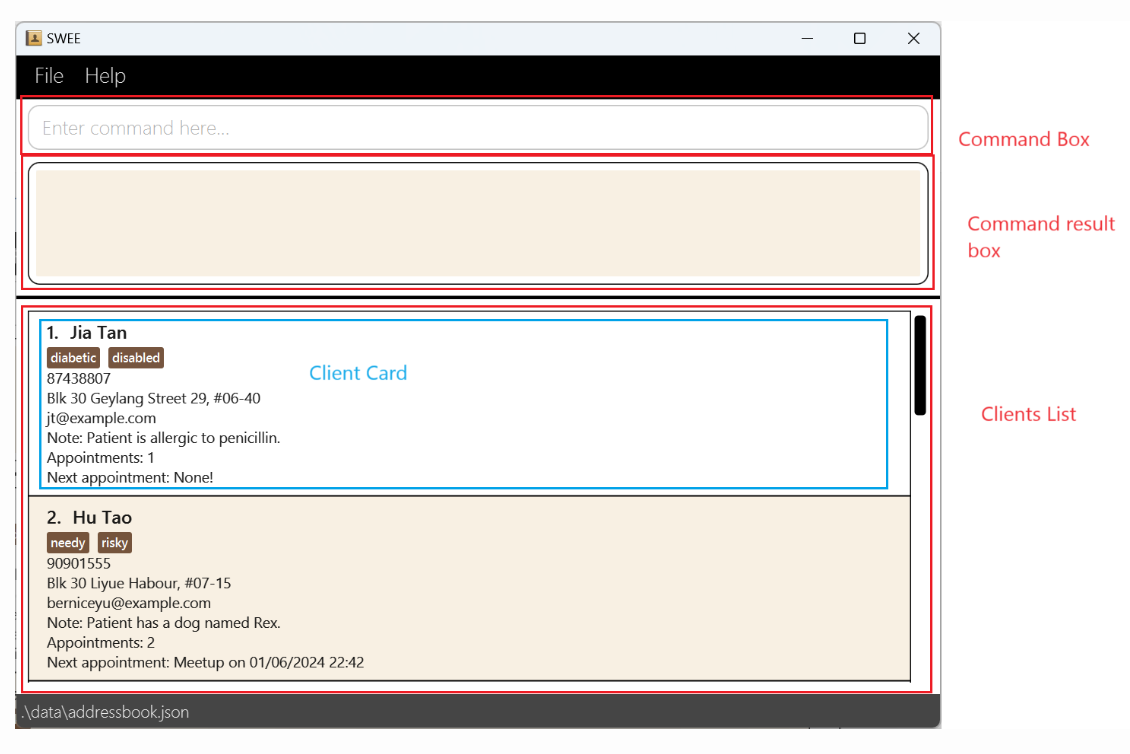 SWEE
File Help
Enter command here...
Command Box
Command result
box
1. Jia Tan
diabetic disabled
87438807
Blk 30 Geylang Street 29, #06-40
jt@example.com
Note: Patient is allergic to penicillin.
Appointments: 1
Next appointment: None!
Client Card
Clients List
2. Hu Tao
needy risky
90901555
Blk 30 Liyue Habour, #07-15
berniceyu@example.com
Note: Patient has a dog named Rex.
Appointments: 2
Next appointment: Meetup on 01/06/2024 22:42
.\data\addressbook.json